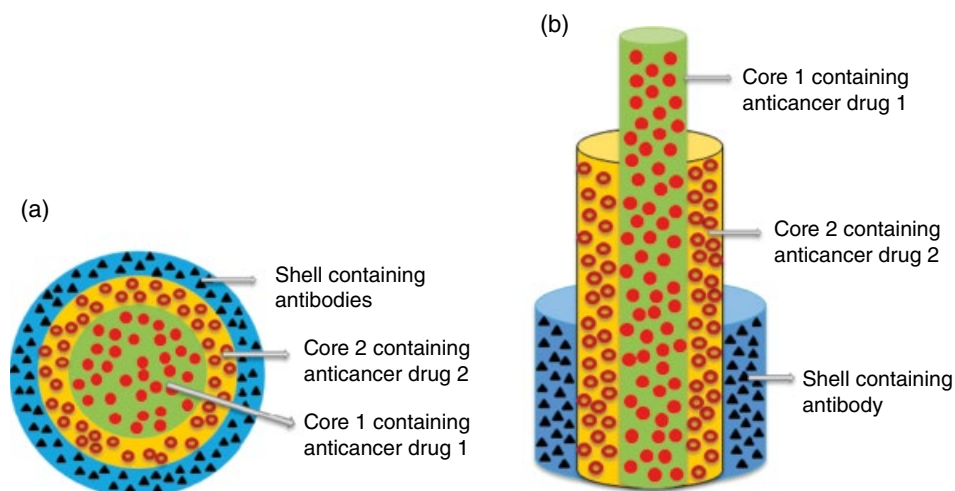 (a)
Shell containing
antibodies
Core 2 containing
anticancer drug 2
Core 1 containing
anticancer drug 1
(b)
Core 1 containing
anticancer drug 1
Core 2 containing
anticancer drug 2
Shell containing
antibody